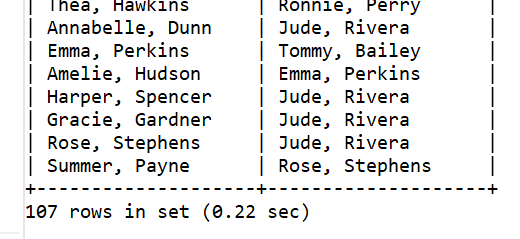 | Thea, Hawkins      | Ronnie, Perry      |
| Annabelle, Dunn    | Jude, Rivera       |
| Emma, Perkins      | Tommy, Bailey      |
| Amelie, Hudson     | Emma, Perkins      |
| Harper, Spencer    | Jude, Rivera       |
| Gracie, Gardner    | Jude, Rivera       |
| Rose, Stephens     | Jude, Rivera       |
| Summer, Payne      | Rose, Stephens     |
+--------------------+--------------------+
107 rows in set (0.22 sec)